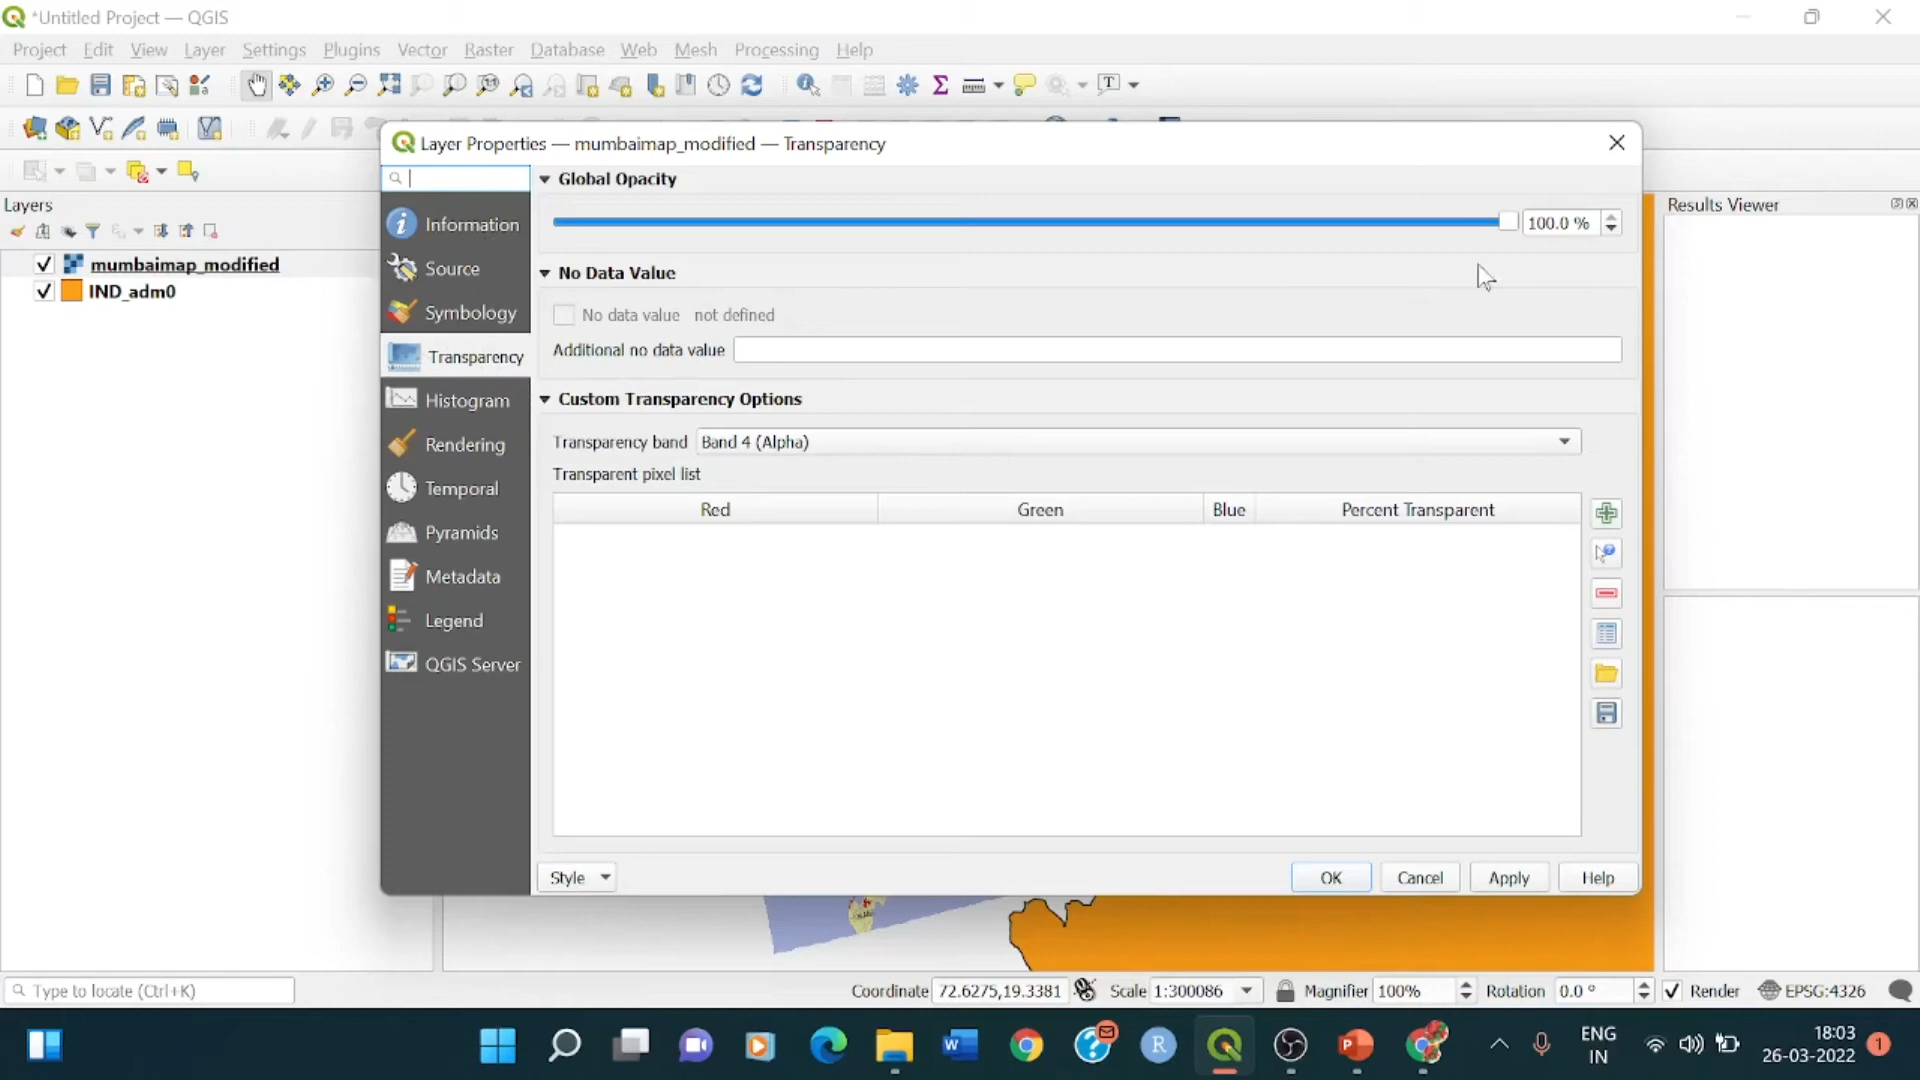 *Untitled Project — QGIS
Project Edit View Layer Settings Plugins Vector Raster Database Web Mesh Processing Help
Layers
mumbaimap_modified
IND_adm0
Layer Properties — mumbaimap_modified — Transparency
Information
Source
Symbology
Transparency
Histogram
Rendering
Temporal
Pyramids
Metadata
Legend
QGIS Server
Global Opacity
100.0 %
No Data Value
No data value not defined
Additional no data value
Custom Transparency Options
Transparency band Band 4 (Alpha)
Transparent pixel list
Red Green Blue Percent Transparent
Style OK Cancel Apply Help
Results Viewer
Type to locate (Ctrl+K) Coordinate 72.6275,19.3381 Scale 1:300086 Magnifier 100% Rotation 0.0 ° Render EPSG:4326
ENG
IN
18:03
26-03-2022
1